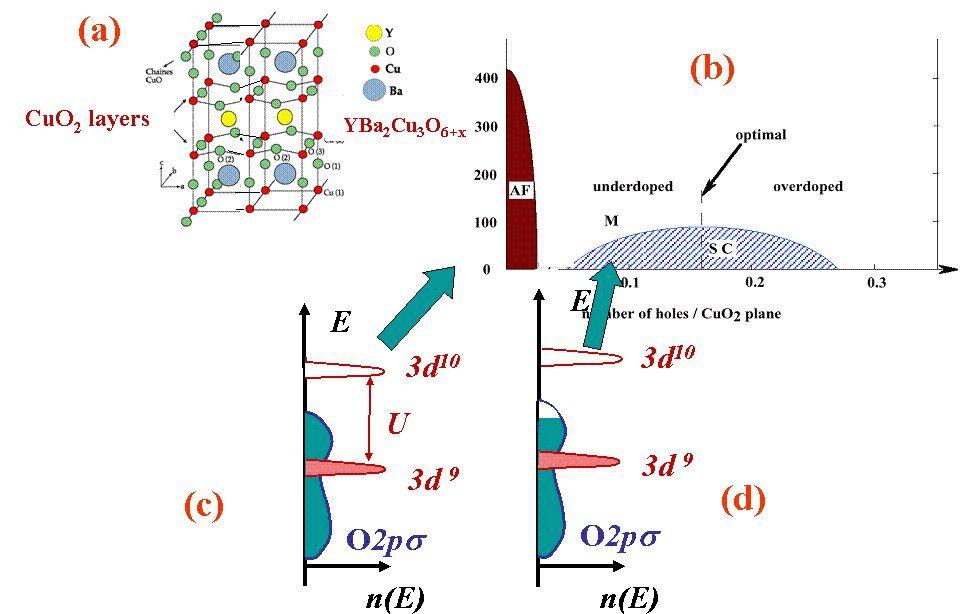 (a)
Y
O
Cu
Ba
Chaines
CuO
CuO2 layers
YBa2Cu3O6+x
O (2)
O (2)
O (3)
O (1)
Cu (1)
c
b
a
(b)
400
300
200
100
0
AF
underdoped
optimal
overdoped
M
S C
0.1
0.2
0.3
number of holes / CuO2 plane
(c)
E
3d10
U
3d 9
O2pσ
n(E)
(d)
E
3d10
3d 9
O2pσ
n(E)